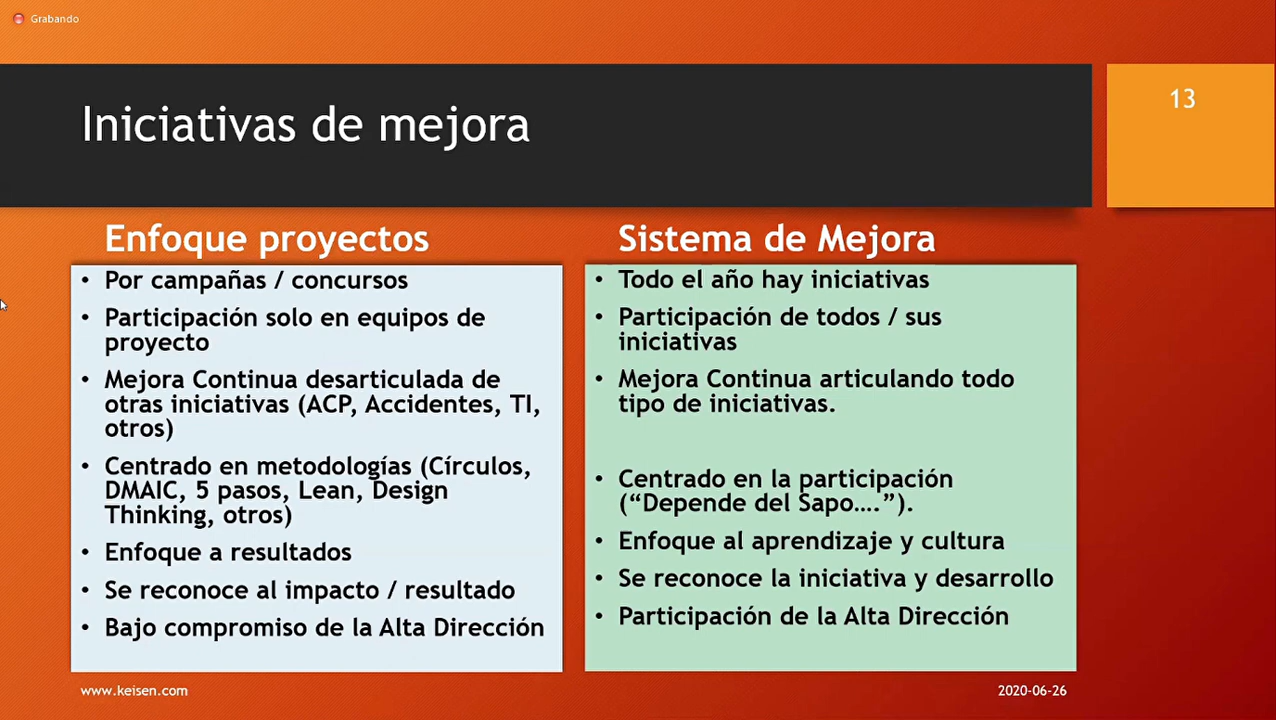 Grabando
Iniciativas de mejora
13
Enfoque proyectos
• Por campañas / concursos
• Participación solo en equipos de
proyecto
• Mejora Continua desarticulada de
otras iniciativas (ACP, Accidentes, TI,
otros)
• Centrado en metodologías (Círculos,
DMAIC, 5 pasos, Lean, Design
Thinking, otros)
• Enfoque a resultados
• Se reconoce al impacto / resultado
• Bajo compromiso de la Alta Dirección
Sistema de Mejora
• Todo el año hay iniciativas
• Participación de todos / sus
iniciativas
• Mejora Continua articulando todo
tipo de iniciativas.
• Centrado en la participación
(“Depende del Sapo….”).
• Enfoque al aprendizaje y cultura
• Se reconoce la iniciativa y desarrollo
• Participación de la Alta Dirección
www.keisen.com
2020-06-26